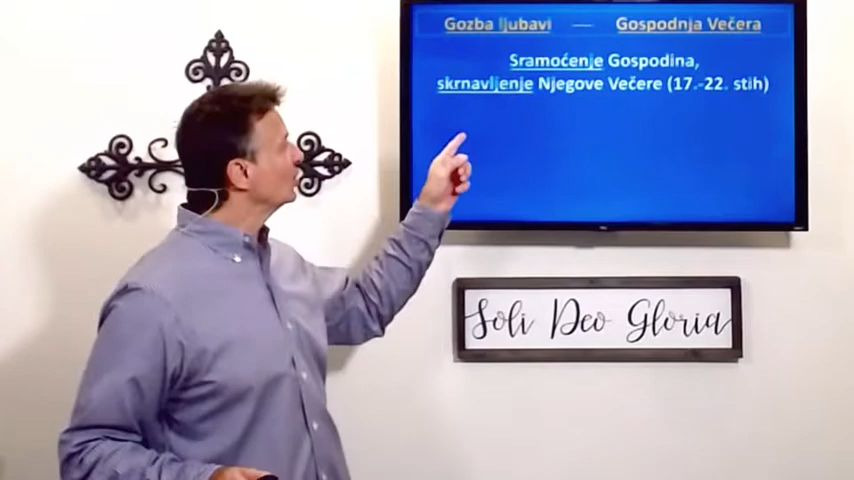 Gozba ljubavi — Gospodnja Večera
Sramoćenje Gospodina,
skrnavljenje Njegove Večere (17.-22. stih)
Soli Deo Gloria